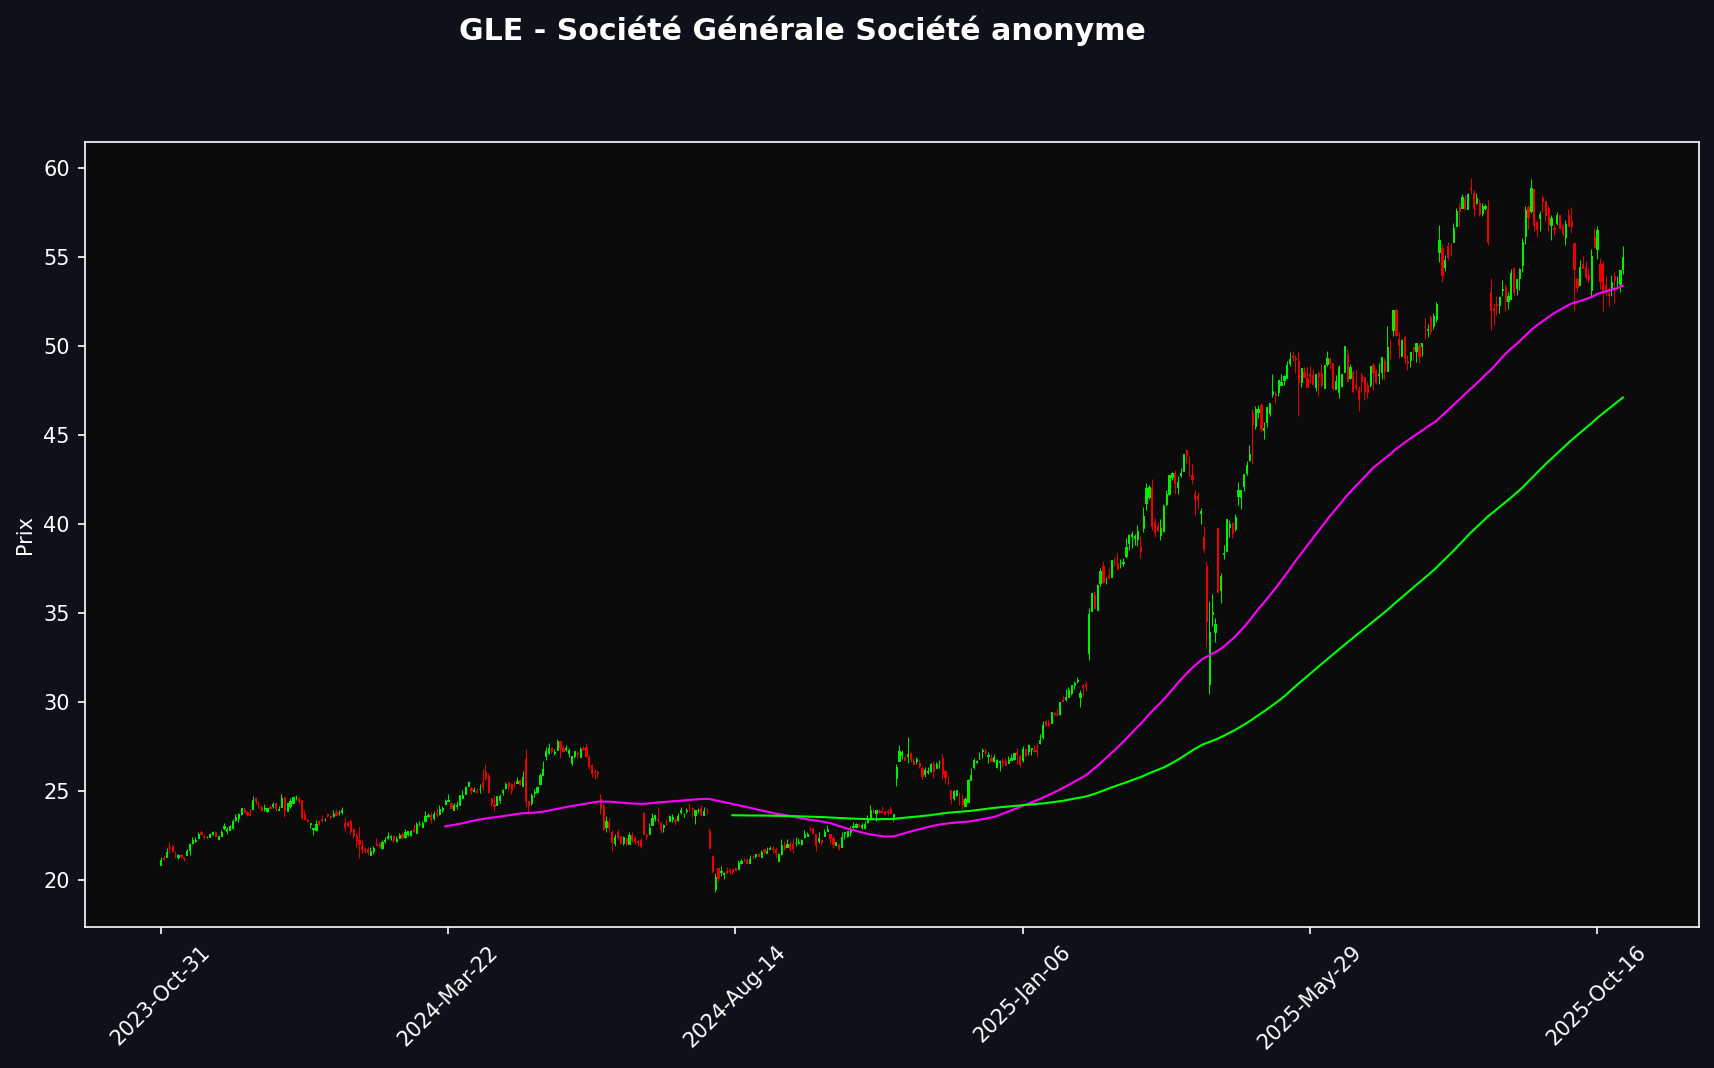 GLE - Société Générale Société anonyme
60
55
50
45
40
35
30
25
20
Prix
2023-Oct-31
2024-Mar-22
2024-Aug-14
2025-Jan-06
2025-May-29
2025-Oct-16